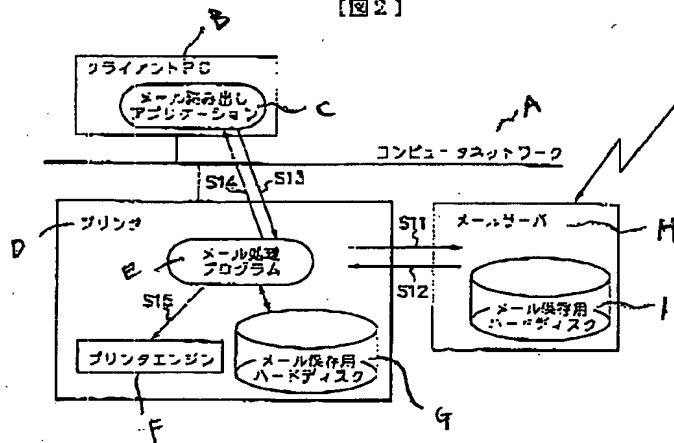 [図2]
B
クライアントPC
メール読み出し
アプリケーション
C
A
コンピュータネットワーク
S14
S13
D
プリンタ
S11
メールサーバ
H
E
メール処理
プログラム
S12
S15
メール保存用
ハードディスク
I
プリンタエンジン
メール保存用
ハードディスク
F
G